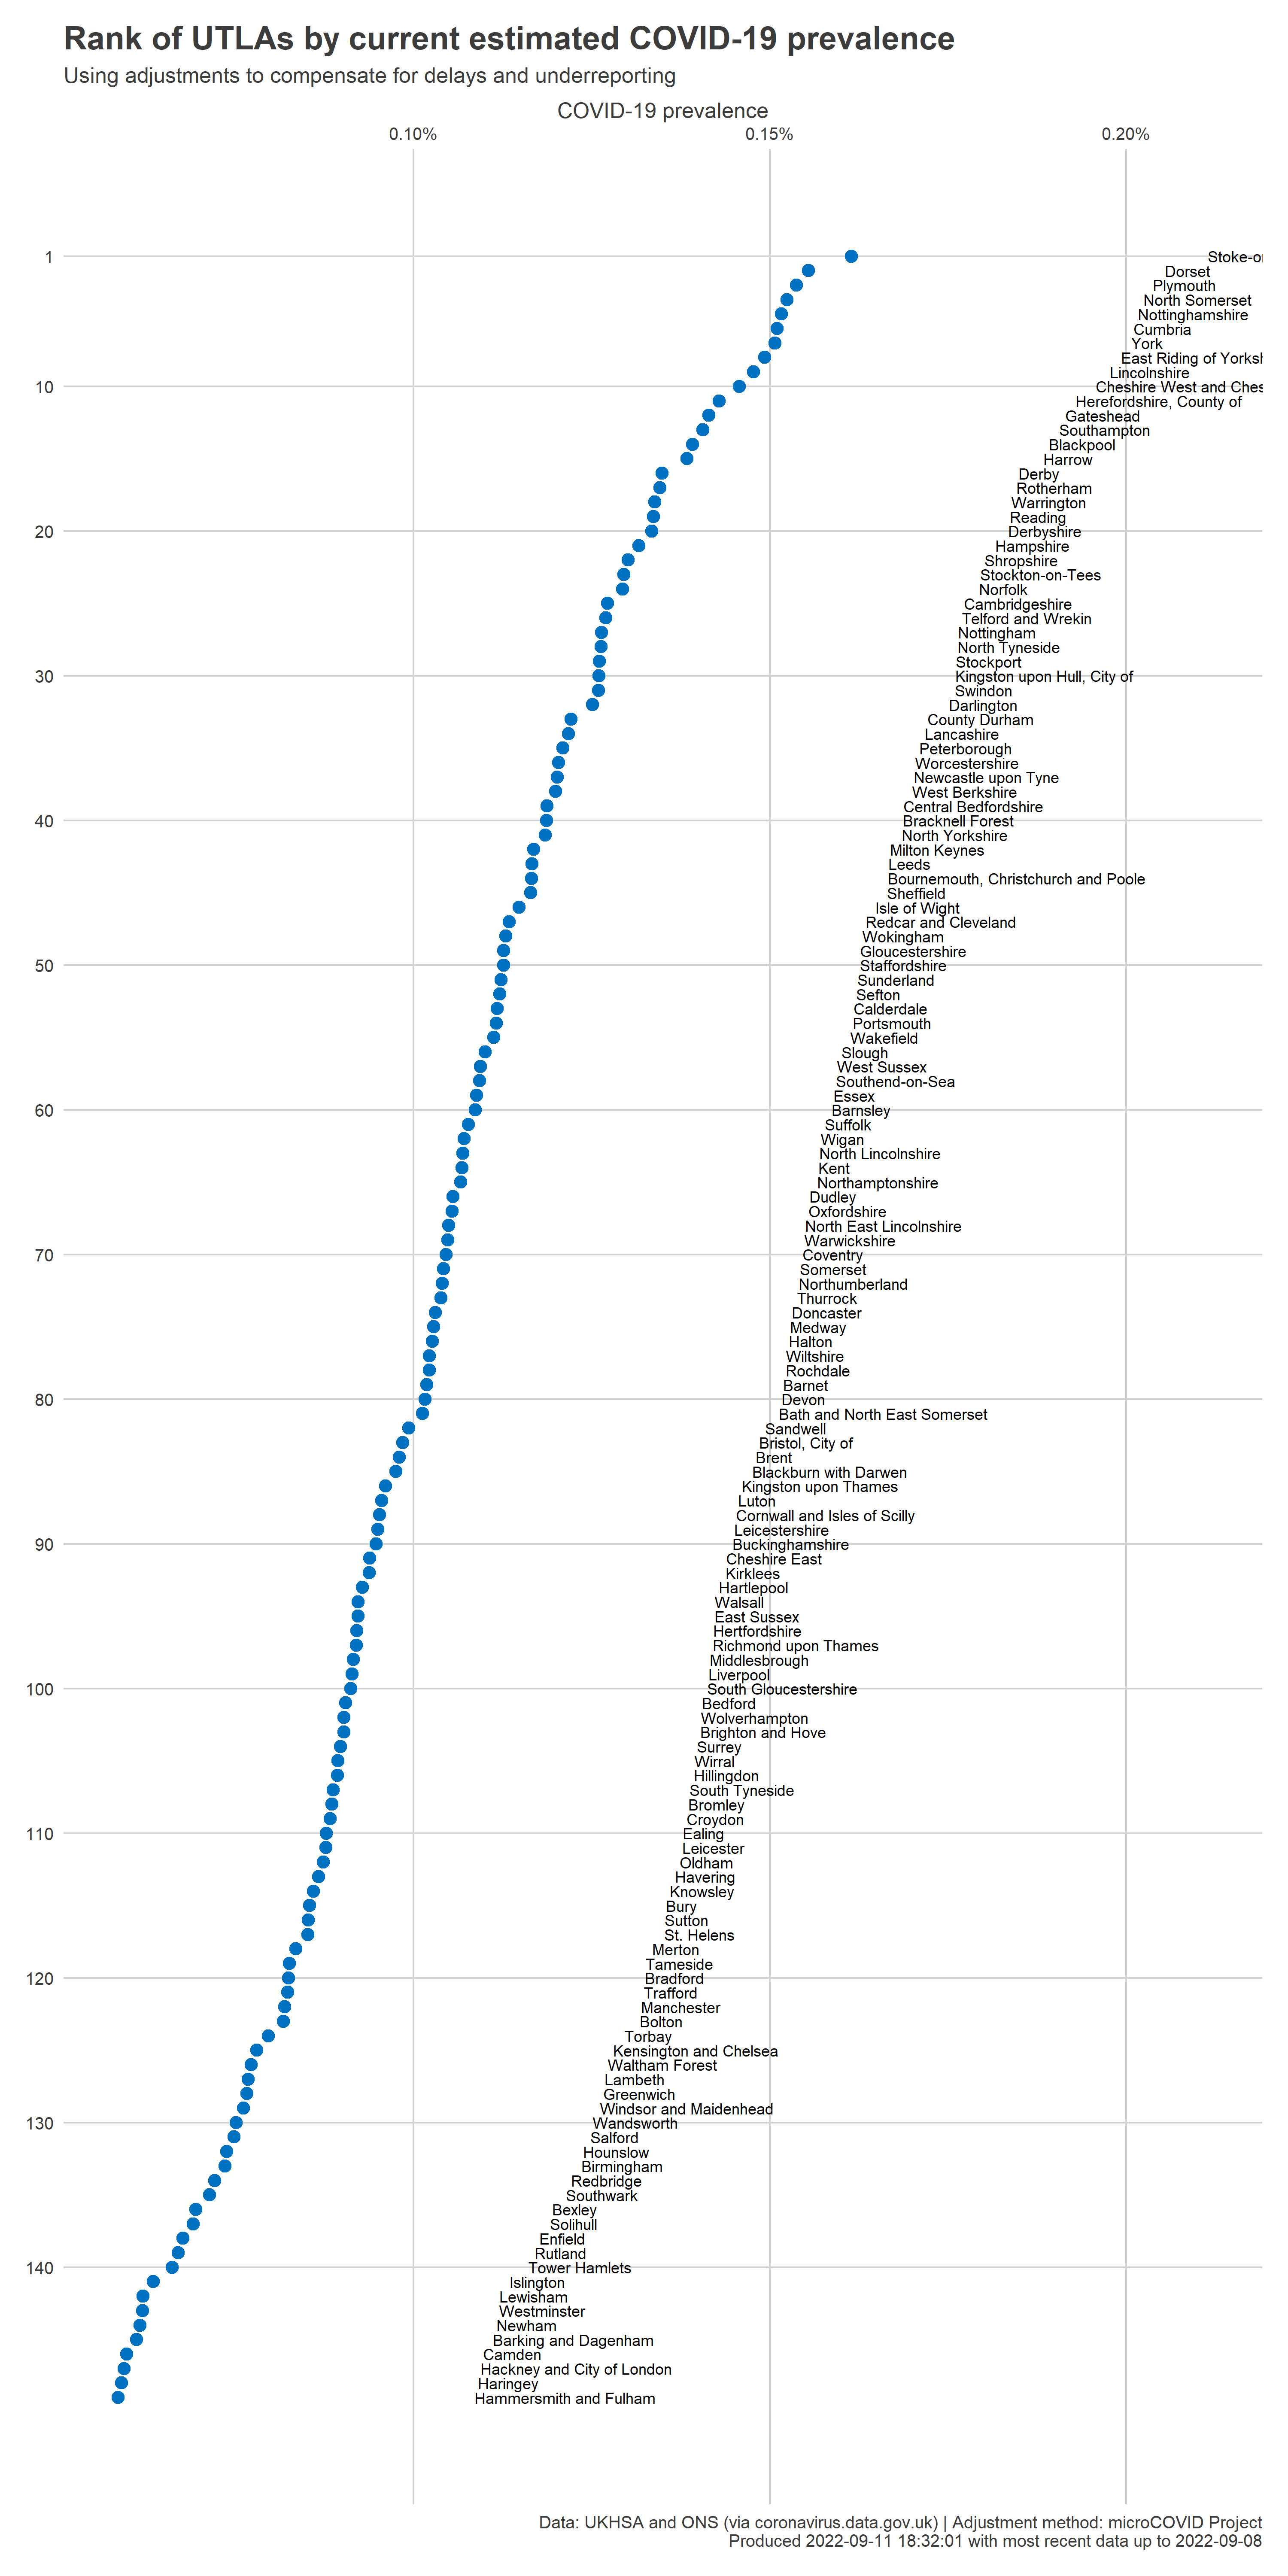 Rank of UTLAs by current estimated COVID-19 prevalence
Using adjustments to compensate for delays and underreporting
COVID-19 prevalence
0.10% 0.15% 0.20%
1 Stoke-o
Dorset
Plymouth
North Somerset
Nottinghamshire
Cumbria
York
East Riding of Yorksh
Lincolnshire
10 Cheshire West and Ches
Herefordshire, County of
Gateshead
Southampton
Blackpool
Harrow
Derby
Rotherham
Warrington
Reading
20 Derbyshire
Hampshire
Shropshire
Stockton-on-Tees
Norfolk
Cambridgeshire
Telford and Wrekin
Nottingham
North Tyneside
Stockport
30 Kingston upon Hull, City of
Swindon
Darlington
County Durham
Lancashire
Peterborough
Worcestershire
Newcastle upon Tyne
West Berkshire
Central Bedfordshire
40 Bracknell Forest
North Yorkshire
Milton Keynes
Leeds
Bournemouth, Christchurch and Poole
Sheffield
Isle of Wight
Redcar and Cleveland
Wokingham
Gloucestershire
50 Staffordshire
Sunderland
Sefton
Calderdale
Portsmouth
Wakefield
Slough
West Sussex
Southend-on-Sea
Essex
60 Barnsley
Suffolk
Wigan
North Lincolnshire
Kent
Northamptonshire
Dudley
Oxfordshire
North East Lincolnshire
Warwickshire
70 Coventry
Somerset
Northumberland
Thurrock
Doncaster
Medway
Halton
Wiltshire
Rochdale
Barnet
80 Devon
Bath and North East Somerset
Sandwell
Bristol, City of
Brent
Blackburn with Darwen
Kingston upon Thames
Luton
Cornwall and Isles of Scilly
Leicestershire
90 Buckinghamshire
Cheshire East
Kirklees
Hartlepool
Walsall
East Sussex
Hertfordshire
Richmond upon Thames
Middlesbrough
Liverpool
100 South Gloucestershire
Bedford
Wolverhampton
Brighton and Hove
Surrey
Wirral
Hillingdon
South Tyneside
Bromley
Croydon
110 Ealing
Leicester
Oldham
Havering
Knowsley
Bury
Sutton
St. Helens
Merton
Tameside
120 Bradford
Trafford
Manchester
Bolton
Torbay
Kensington and Chelsea
Waltham Forest
Lambeth
Greenwich
Windsor and Maidenhead
130 Wandsworth
Salford
Hounslow
Birmingham
Redbridge
Southwark
Bexley
Solihull
Enfield
Rutland
140 Tower Hamlets
Islington
Lewisham
Westminster
Newham
Barking and Dagenham
Camden
Hackney and City of London
Haringey
Hammersmith and Fulham
Data: UKHSA and ONS (via coronavirus.data.gov.uk) | Adjustment method: microCOVID Project
Produced 2022-09-11 18:32:01 with most recent data up to 2022-09-08